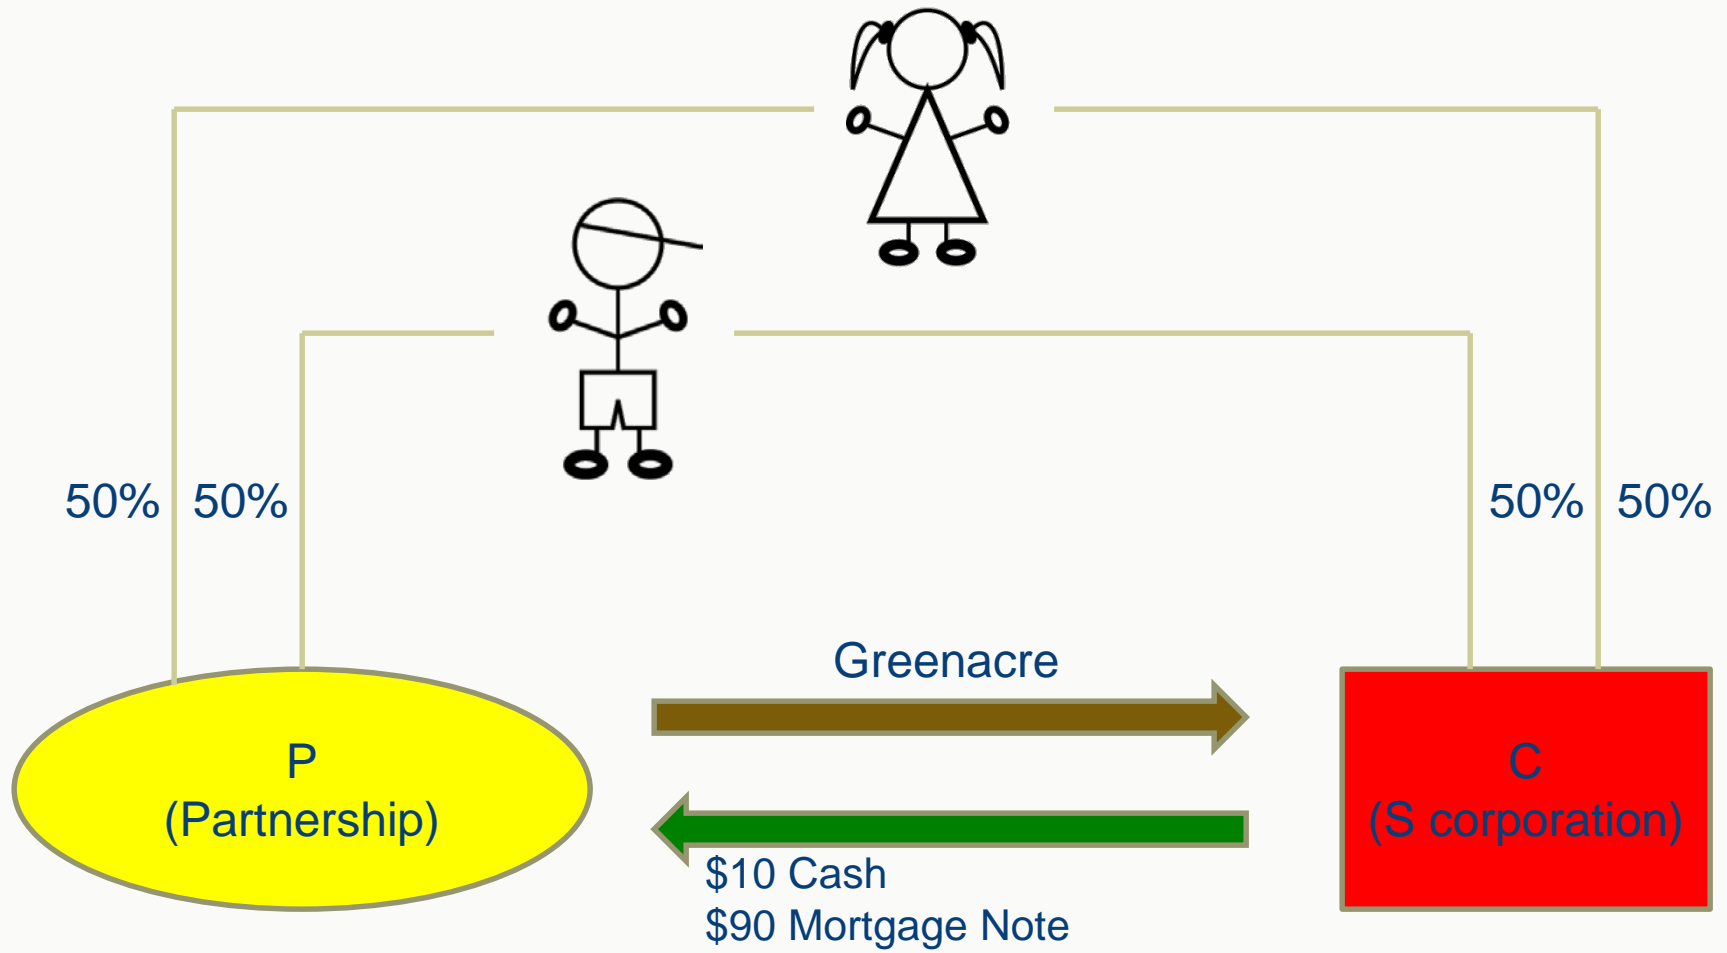 50%
50%
50%
50%
Greenacre
P
(Partnership)
C
(S corporation)
$10 Cash
$90 Mortgage Note